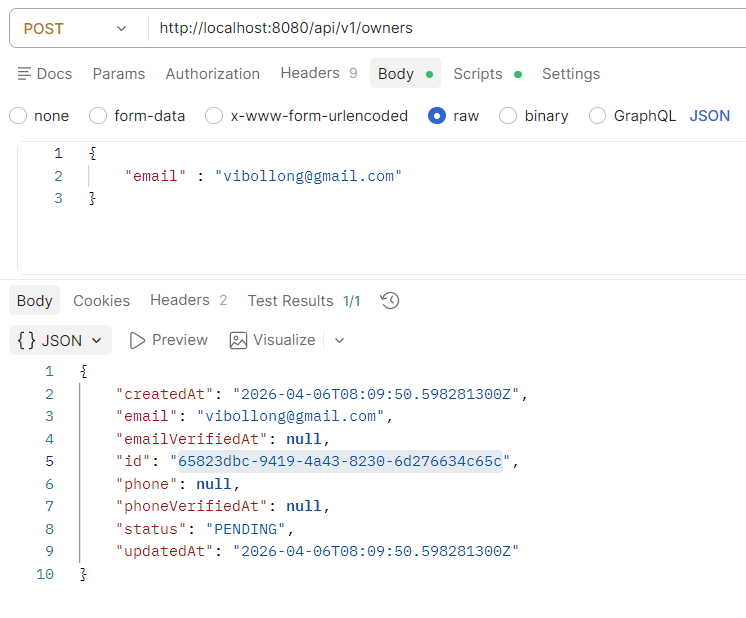 POST http://localhost:8080/api/v1/owners
Docs Params Authorization Headers 9 Body Scripts Settings
none form-data x-www-form-urlencoded raw binary GraphQL JSON
1 {
2 "email" : "vibollong@gmail.com"
3 }
Body Cookies Headers 2 Test Results 1/1
{} JSON Preview Visualize
1 {
2 "createdAt": "2026-04-06T08:09:50.598281300Z",
3 "email": "vibollong@gmail.com",
4 "emailVerifiedAt": null,
5 "id": "65823dbc-9419-4a43-8230-6d276634c65c",
6 "phone": null,
7 "phoneVerifiedAt": null,
8 "status": "PENDING",
9 "updatedAt": "2026-04-06T08:09:50.598281300Z"
10 }